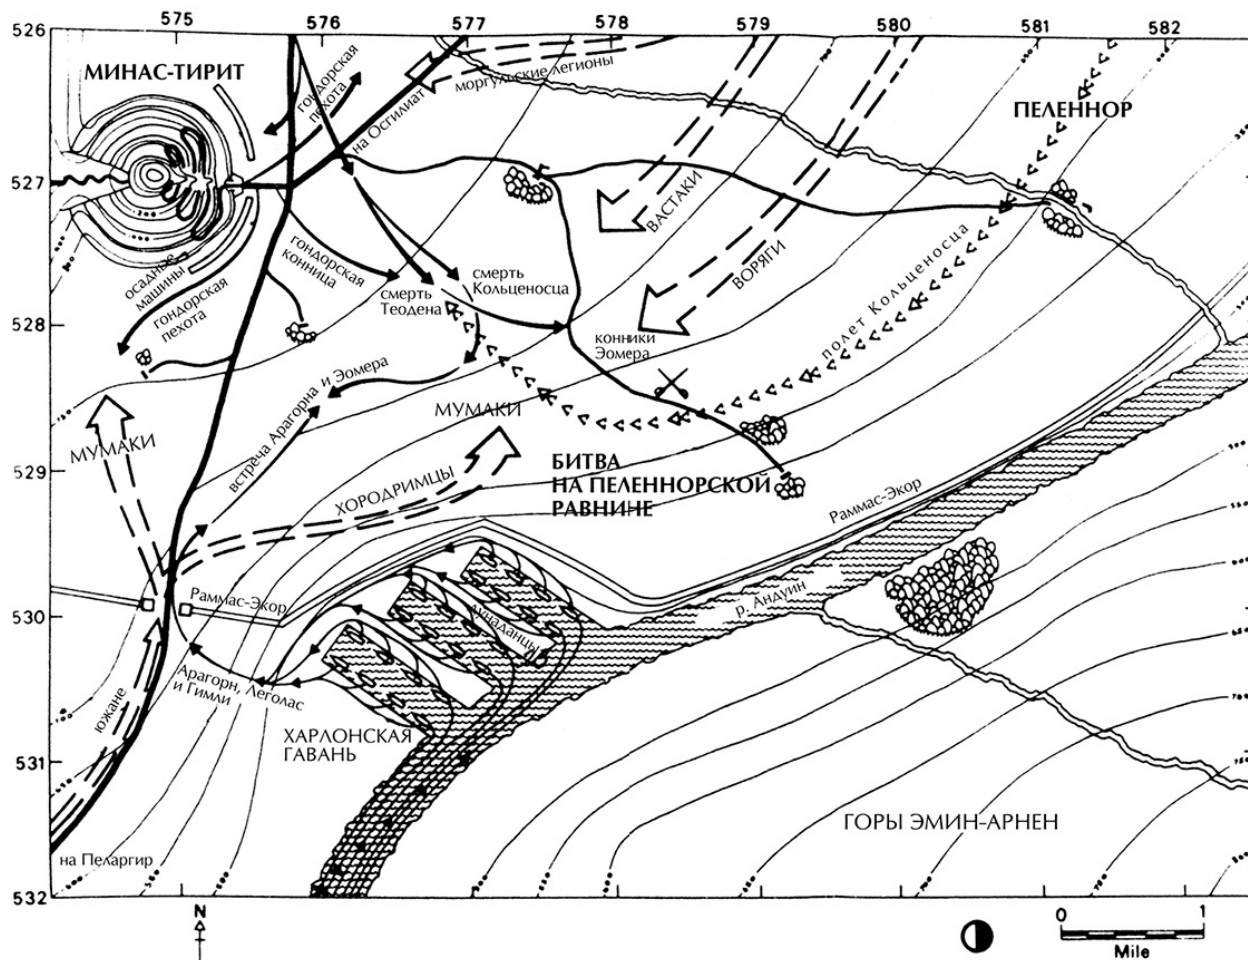 575 576 577 578 579 580 581 582
526
527
528
529
530
531
532
МИНАС-ТИРИТ
гондорская
пехота
на Осгилиат
моргульские легионы
ПЕЛЕННОР
ВАСТАКИ
ВОРЯГИ
осадные
машины
гондорская
пехота
гондорская
конница
смерть
Кольценосца
смерть
Теодена
конники
Эомера
полет Кольценосца
МУМАКИ
встреча Арагорна и Эомера
МУМАКИ
ХОРОДРИМЦЫ
БИТВА
НА ПЕЛЕННОРСКОЙ
РАВНИНЕ
Раммас-Экор
Раммас-Экор
р. Андуин
дунаданцы
Арагорн, Леголас
и Гимли
южане
ХАРЛОНСКАЯ
ГАВАНЬ
ГОРЫ ЭМИН-АРНЕН
на Пеларгир
N
0 1
Mile